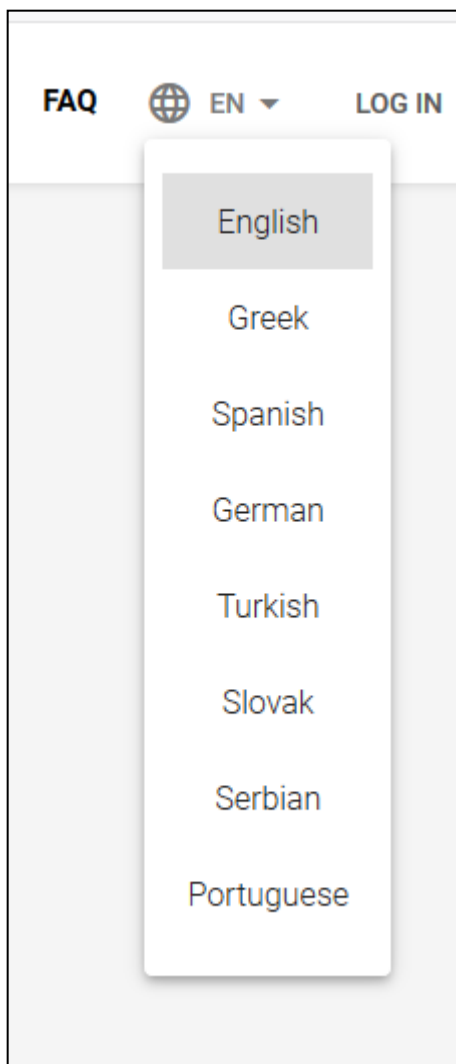 FAQ EN LOG IN
English
Greek
Spanish
German
Turkish
Slovak
Serbian
Portuguese